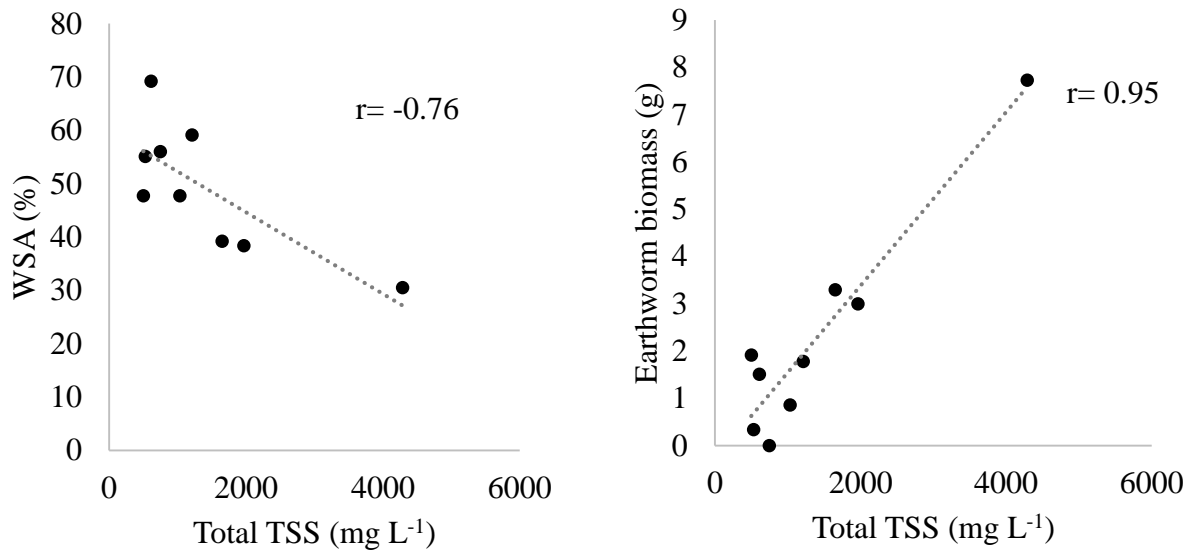 80
70
60
50
40
30
20
10
0
WSA (%)
r= -0.76
0 2000 4000 6000
Total TSS (mg L-1)
9
8
7
6
5
4
3
2
1
0
Earthworm biomass (g)
r= 0.95
0 2000 4000 6000
Total TSS (mg L-1)